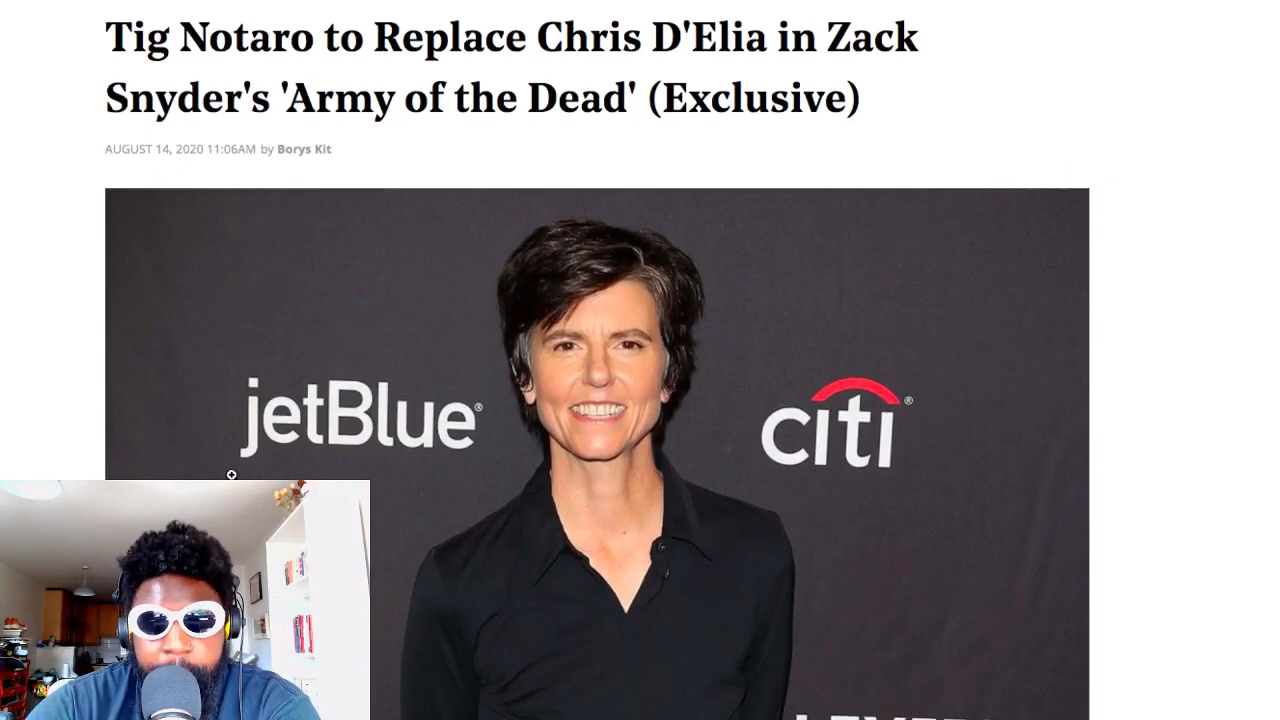 Tig Notaro to Replace Chris D'Elia in Zack
Snyder's 'Army of the Dead' (Exclusive)
AUGUST 14, 2020 11:06AM by Borys Kit
jetBlue®
citi®